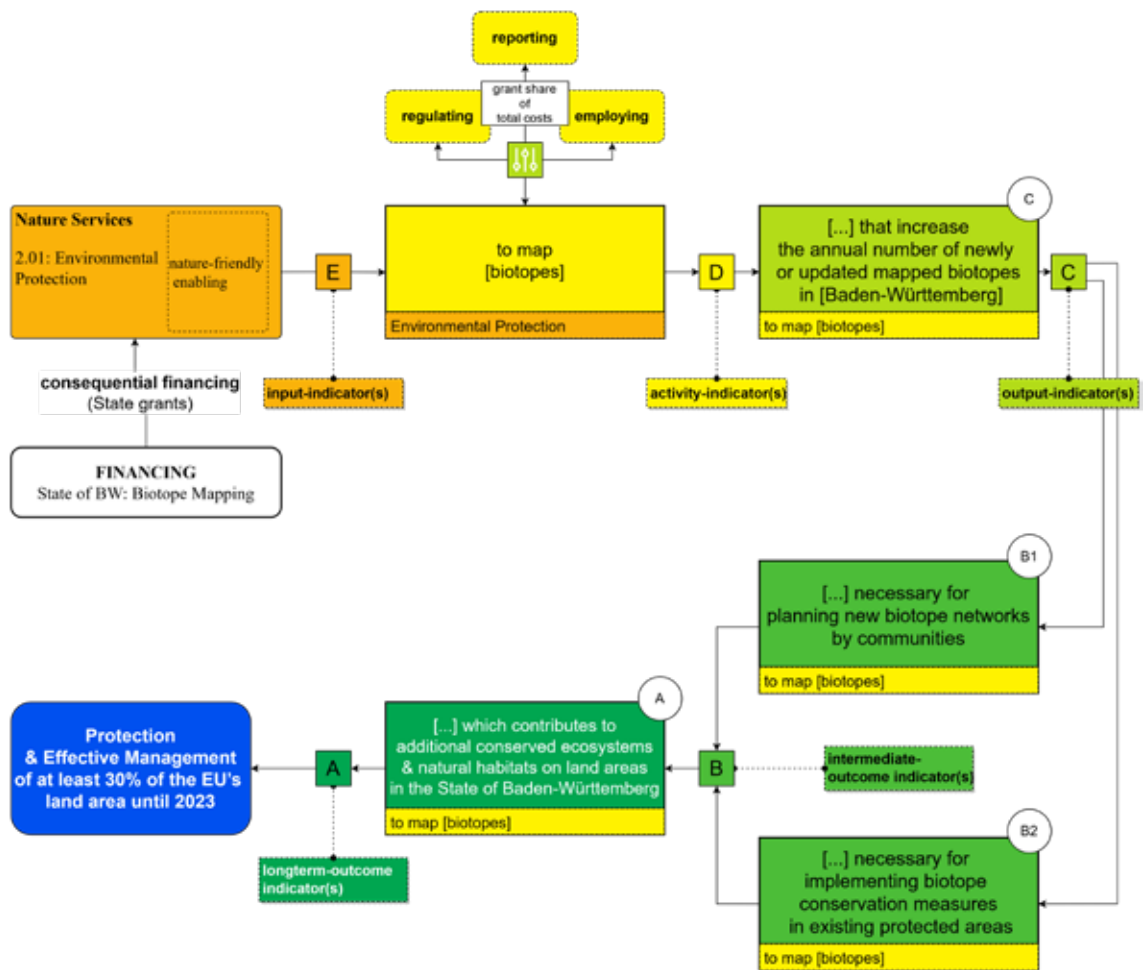 reporting
grant share
of
total costs
regulating
employing
Nature Services
2.01: Environmental
Protection
nature-friendly
enabling
E
to map
[biotopes]
Environmental Protection
D
C
[...] that increase
the annual number of newly
or updated mapped biotopes
in [Baden-Württemberg]
to map [biotopes]
C
consequential financing
(State grants)
input-indicator(s)
activity-indicator(s)
output-indicator(s)
FINANCING
State of BW: Biotope Mapping
B1
[...] necessary for
planning new biotope networks
by communities
to map [biotopes]
Protection
& Effective Management
of at least 30% of the EU's
land area until 2023
A
A
[...] which contributes to
additional conserved ecosystems
& natural habitats on land areas
in the State of Baden-Württemberg
to map [biotopes]
B
intermediate-
outcome indicator(s)
longterm-outcome
indicator(s)
B2
[...] necessary for
implementing biotope
conservation measures
in existing protected areas
to map [biotopes]